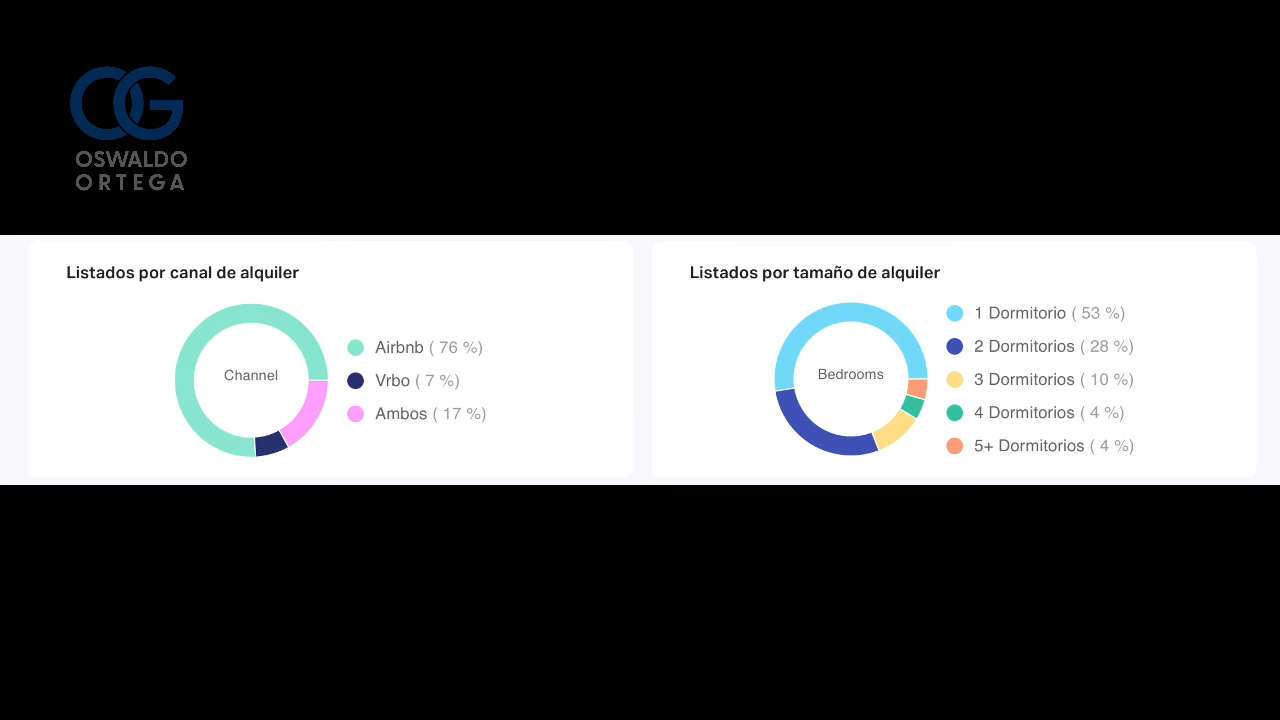 OG
OSWALDO
ORTEGA
Listados por canal de alquiler
Channel
Airbnb ( 76 %)
Vrbo ( 7 %)
Ambos ( 17 %)
Listados por tamaño de alquiler
Bedrooms
1 Dormitorio ( 53 %)
2 Dormitorios ( 28 %)
3 Dormitorios ( 10 %)
4 Dormitorios ( 4 %)
5+ Dormitorios ( 4 %)